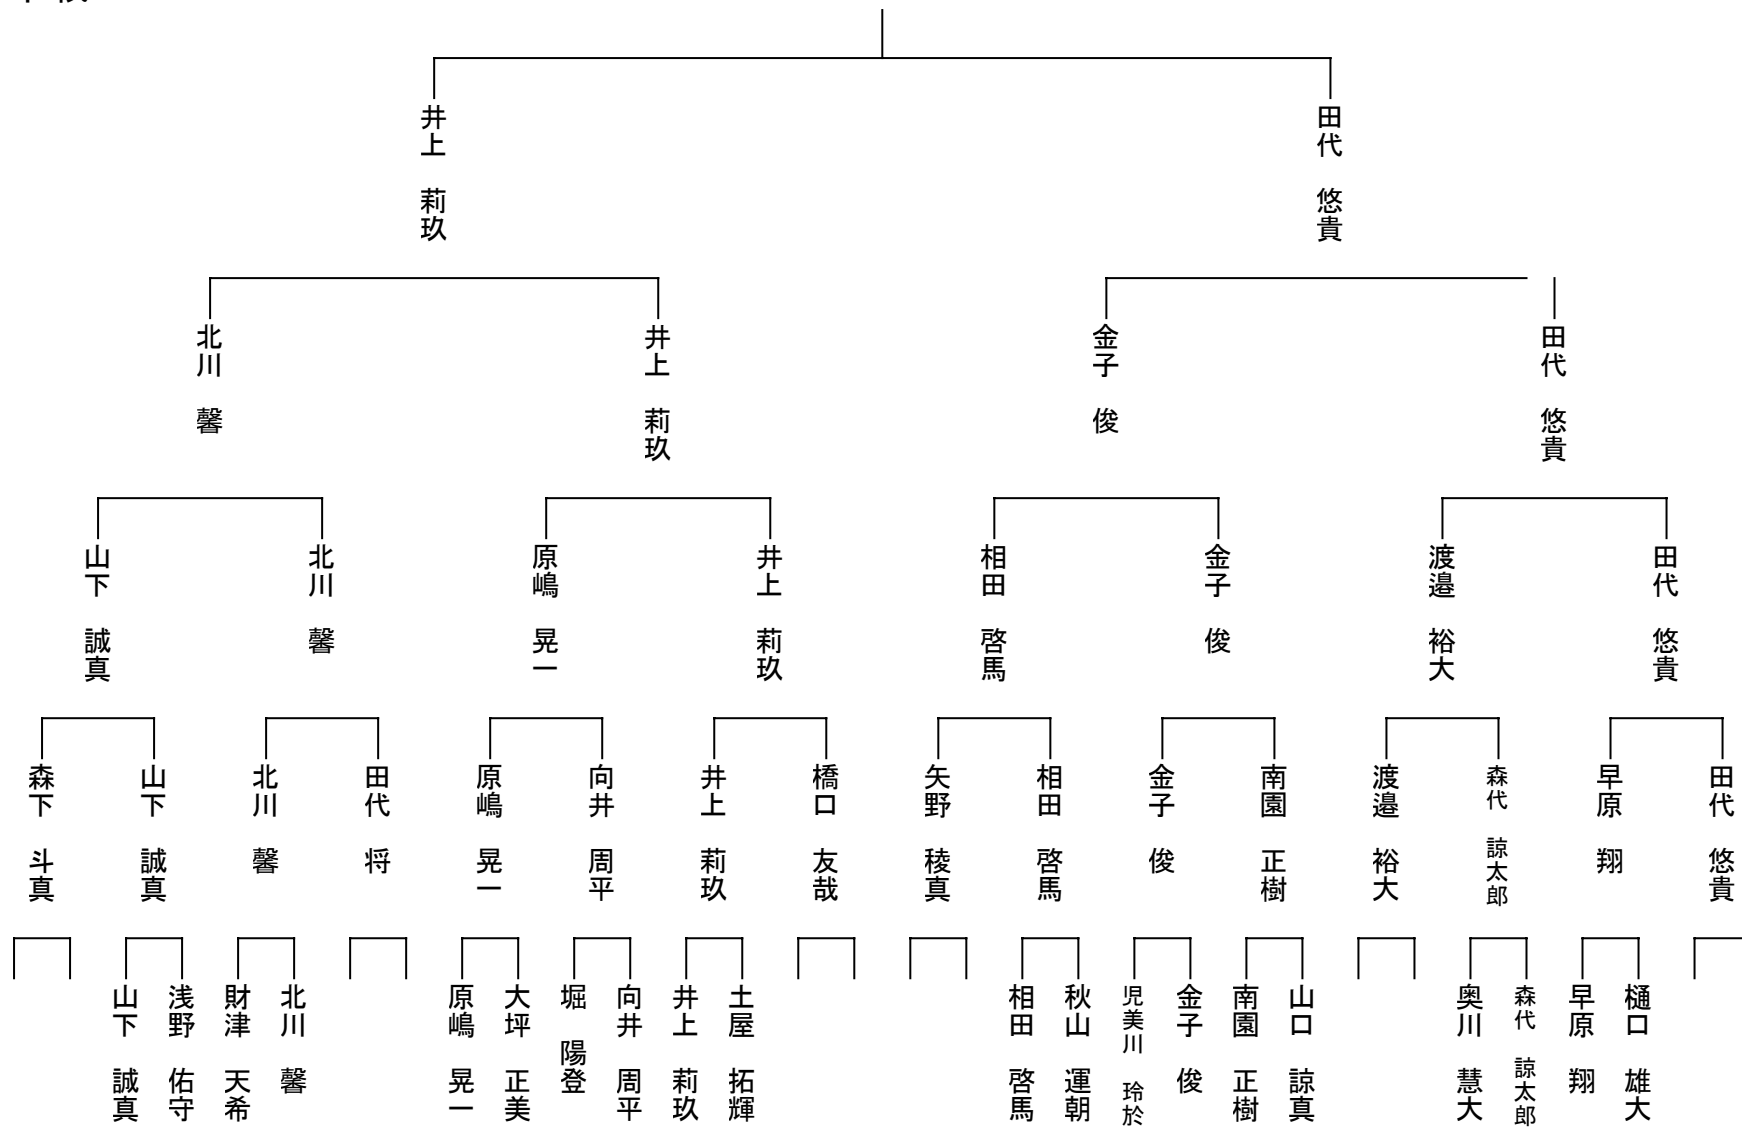 井上 莉玖
田代 悠貴
北川 馨
井上 莉玖
金子 俊
田代 悠貴
山下 誠真
北川 馨
原嶋 晃一
井上 莉玖
相田 啓馬
金子 俊
渡邉 裕大
田代 悠貴
森下 斗真
山下 誠真
北川 馨
田代 将
原嶋 晃一
向井 周平
井上 莉玖
橋口 友哉
矢野 稜真
相田 啓馬
金子 俊
南園 正樹
渡邉 裕大
森代 諒太郎
早原 翔
田代 悠貴
山下 誠真
浅野 佑守
財津 天希
北川 馨
原嶋 晃一
大坪 正美
堀 陽登
向井 周平
井上 莉玖
土屋 拓輝
相田 啓馬
秋山 運朝
児美川 玲於
金子 俊
南園 正樹
山口 諒真
奥川 慧大
森代 諒太郎
早原 翔
樋口 雄大